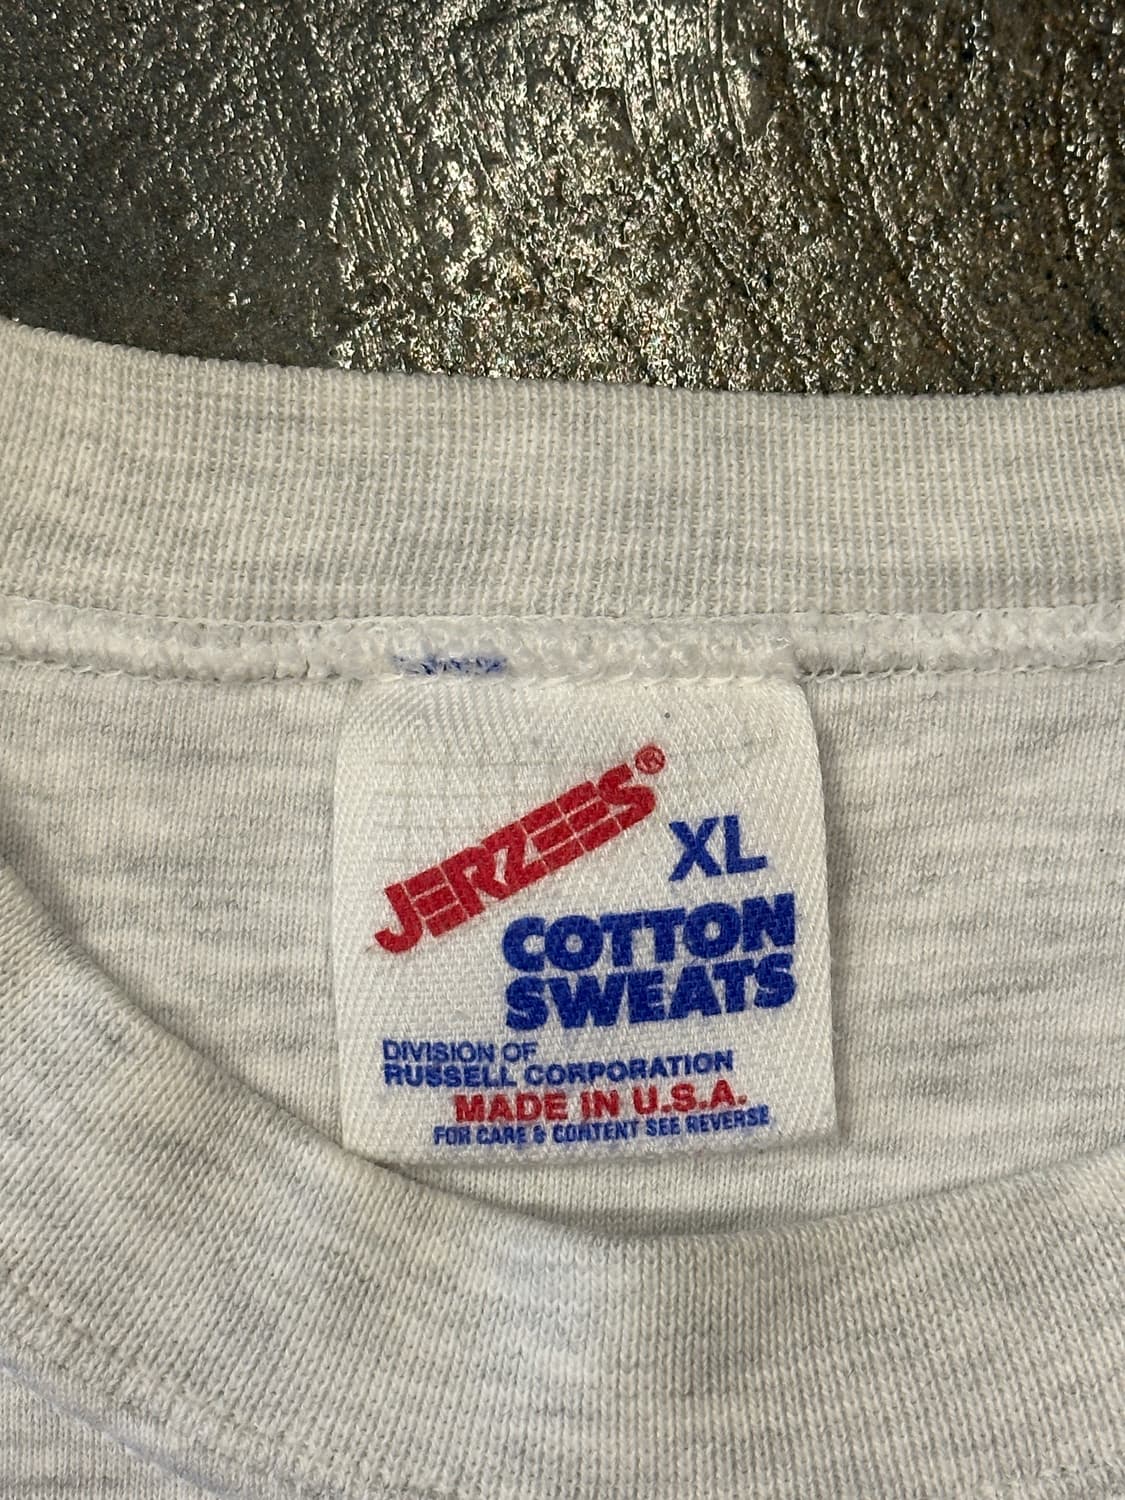 JERZEES®
XL
COTTON
SWEATS
DIVISION OF
RUSSELL CORPORATION
MADE IN U.S.A.
FOR CARE & CONTENT SEE REVERSE